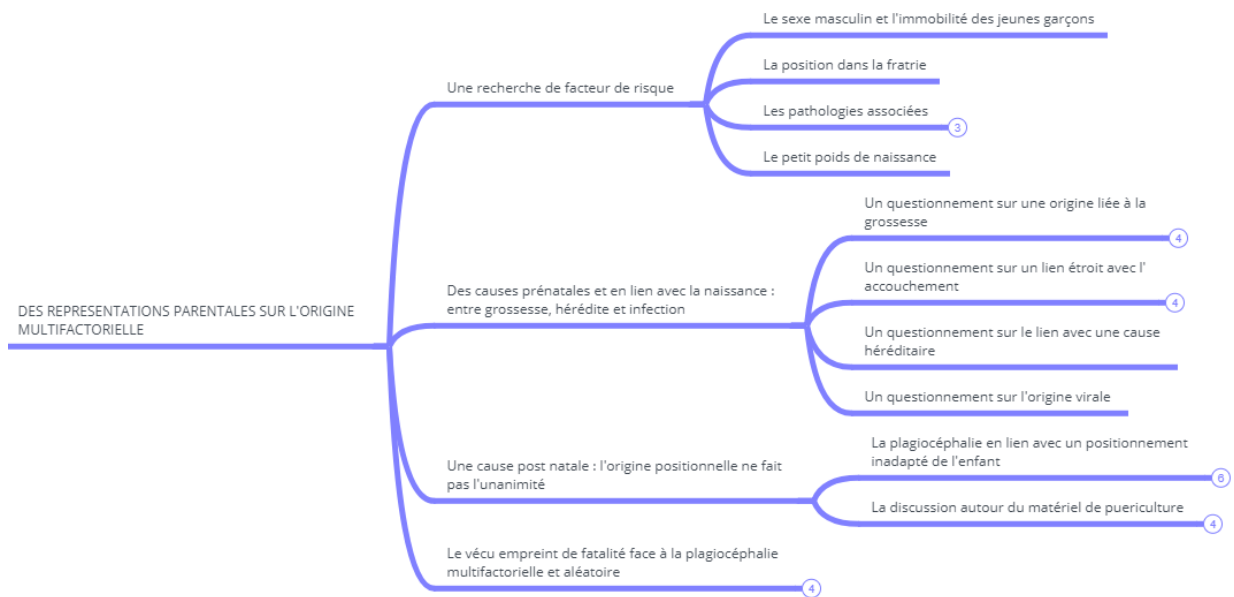 DES REPRESENTATIONS PARENTALES SUR L'ORIGINE
MULTIFACTORIELLE
Une recherche de facteur de risque
Le sexe masculin et l'immobilité des jeunes garçons
La position dans la fratrie
Les pathologies associées
3
Le petit poids de naissance
Des causes prénatales et en lien avec la naissance :
entre grossesse, hérédite et infection
Un questionnement sur une origine liée à la
grossesse
4
Un questionnement sur un lien étroit avec l'
accouchement
4
Un questionnement sur le lien avec une cause
héréditaire
Un questionnement sur l'origine virale
Une cause post natale : l'origine positionnelle ne fait
pas l'unanimité
La plagiocéphalie en lien avec un positionnement
inadapté de l'enfant
6
La discussion autour du matériel de puericulture
4
Le vécu empreint de fatalité face à la plagiocéphalie
multifactorielle et aléatoire
4